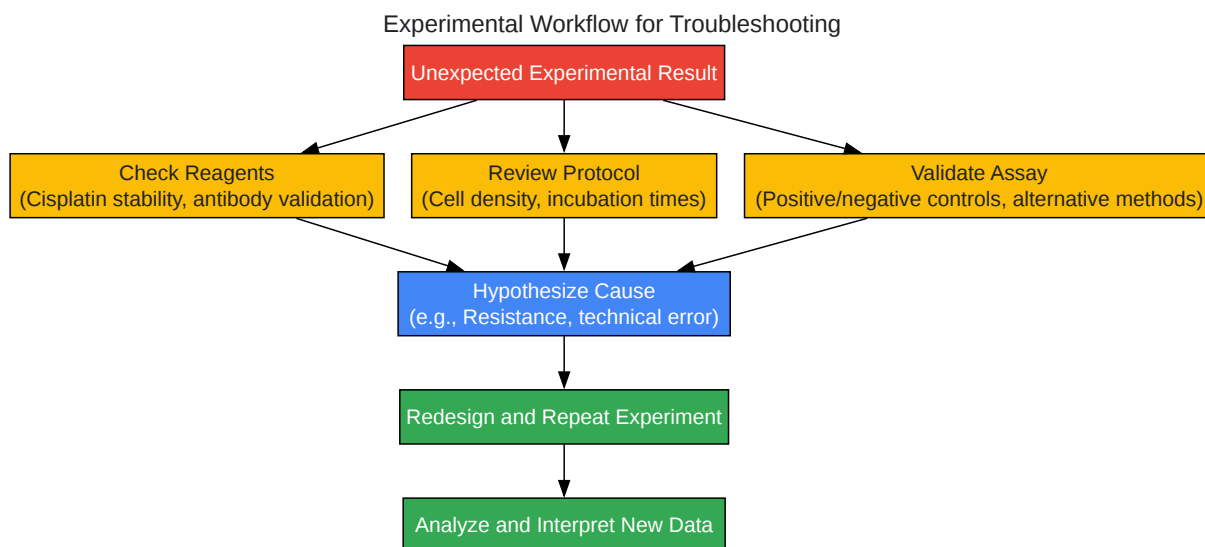 Experimental Workflow for Troubleshooting
Unexpected Experimental Result
Check Reagents
(Cisplatin stability, antibody validation)
Review Protocol
(Cell density, incubation times)
Validate Assay
(Positive/negative controls, alternative methods)
Hypothesize Cause
(e.g., Resistance, technical error)
Redesign and Repeat Experiment
Analyze and Interpret New Data